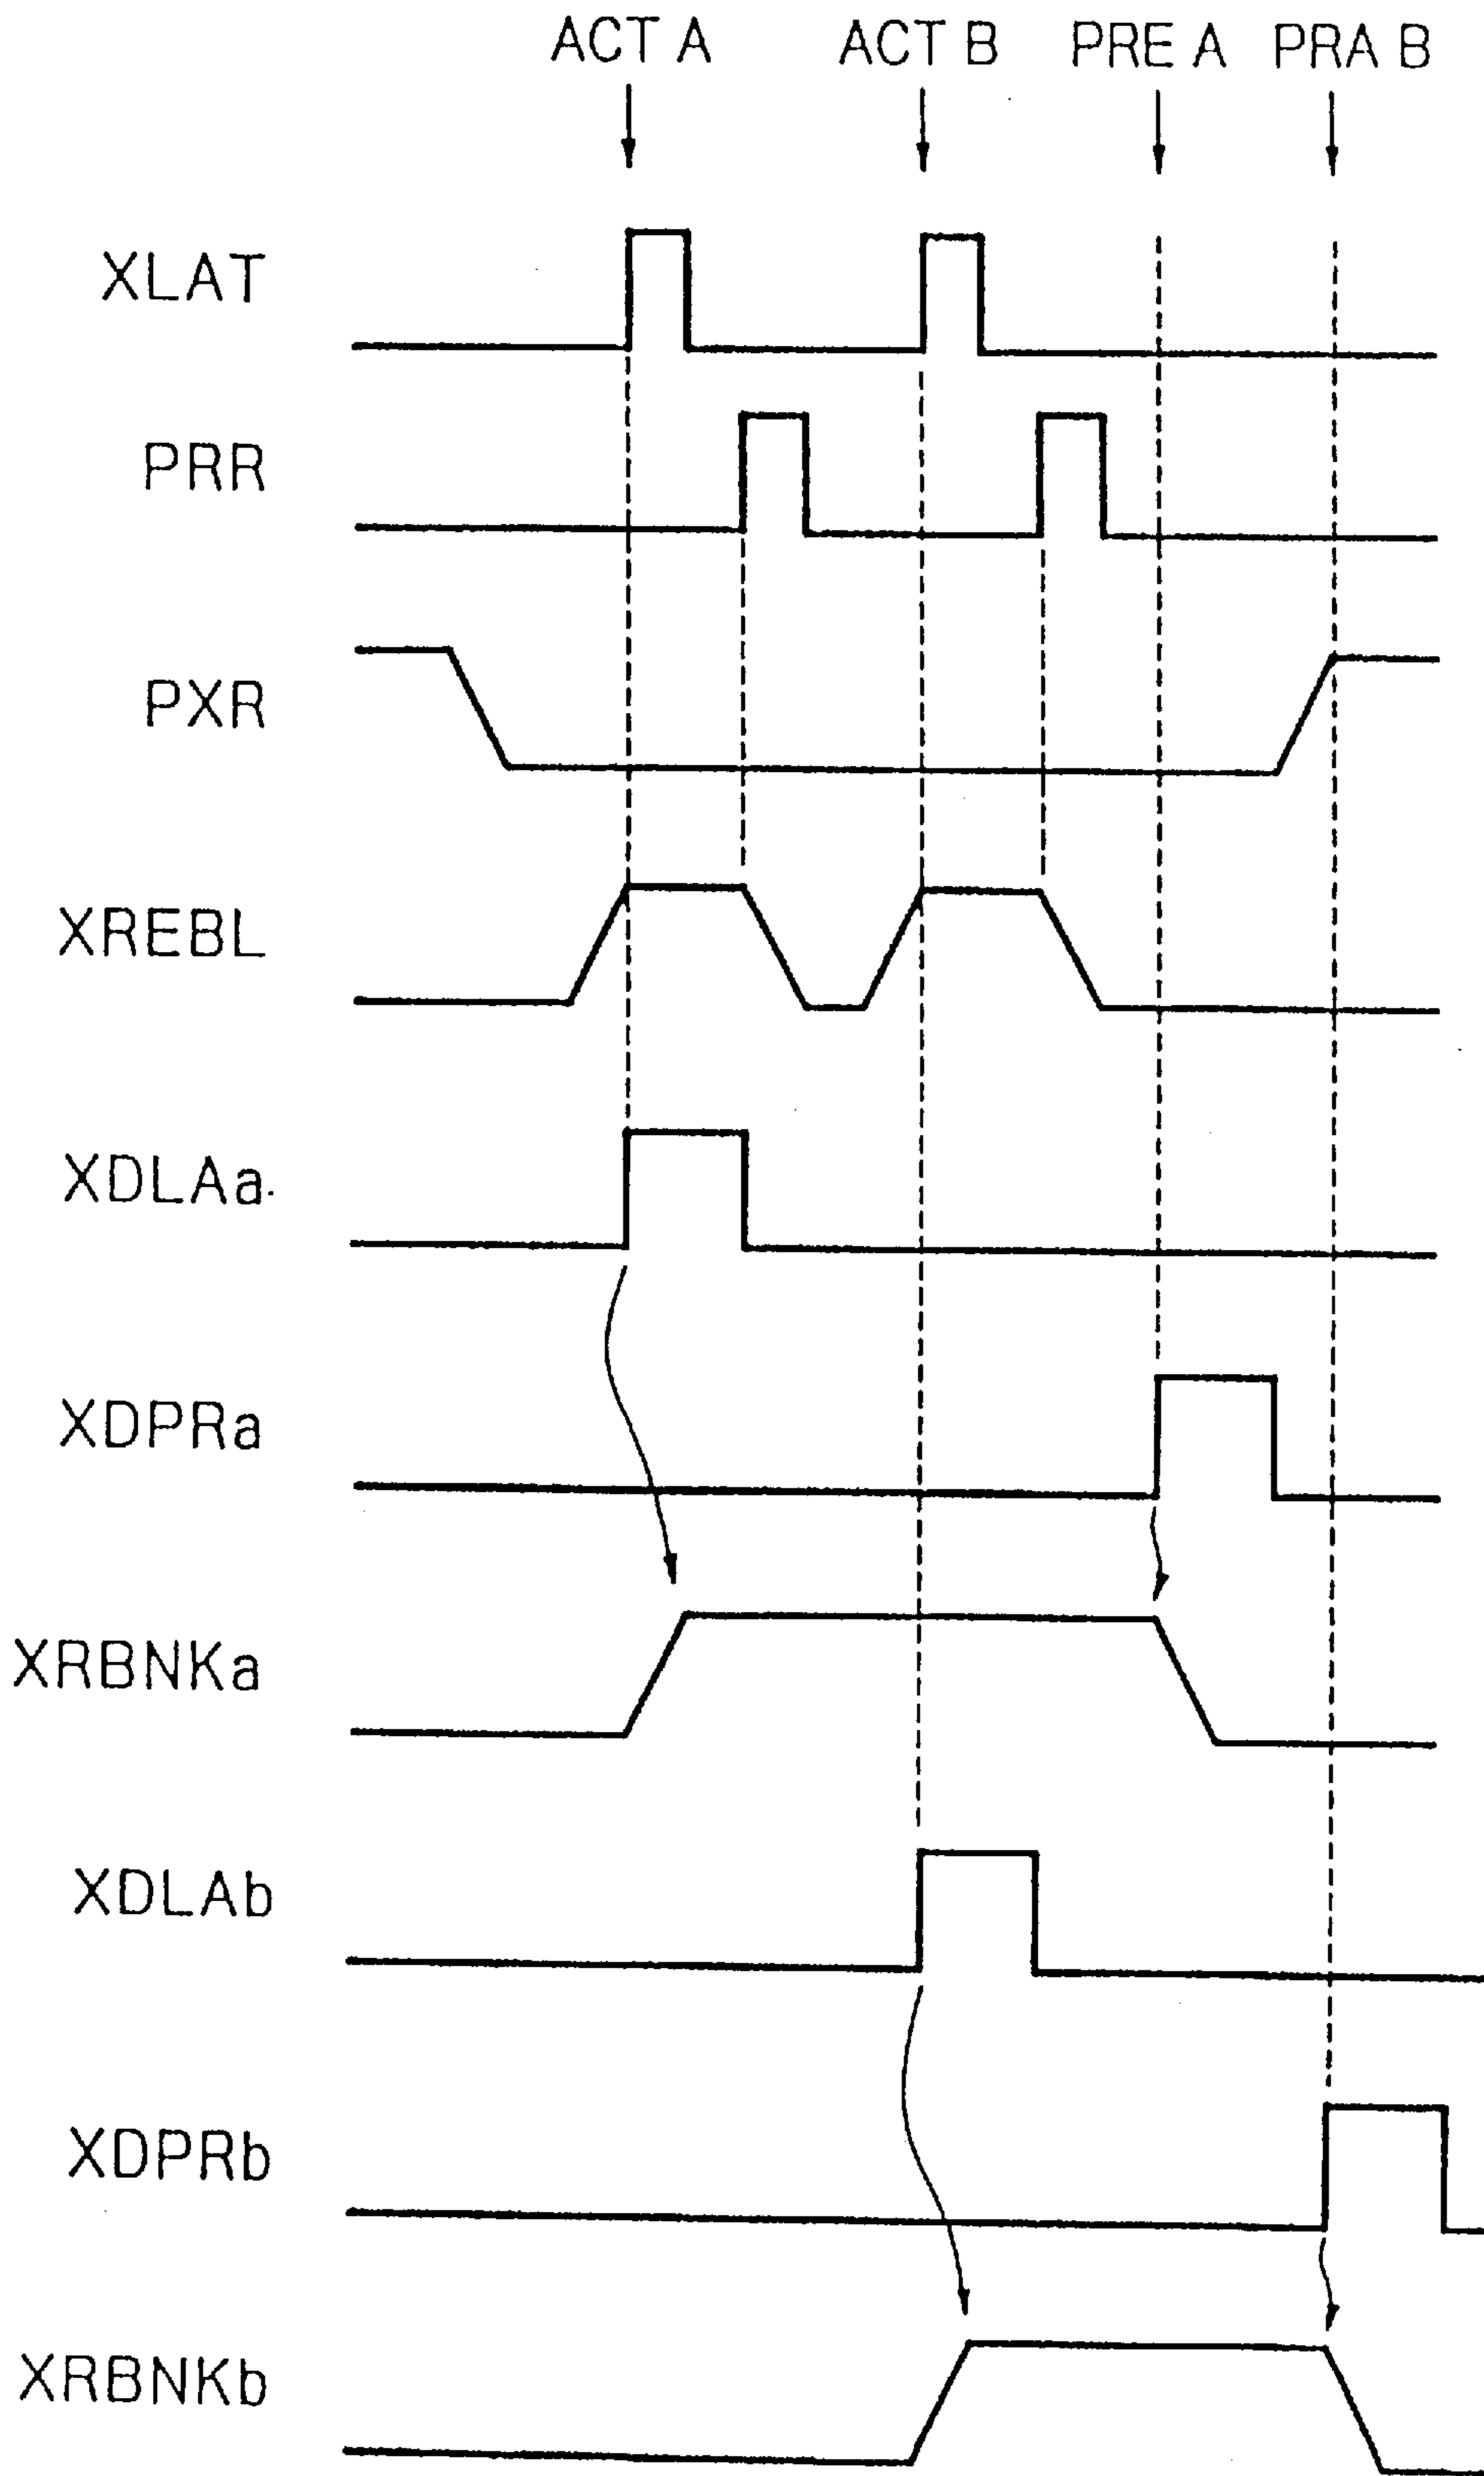 ACT A ACT B PRE A PRA B
XLAT
PRR
PXR
XREBL
XDLAa
XDPRa
XRBNKa
XDLAb
XDPRb
XRBNKb